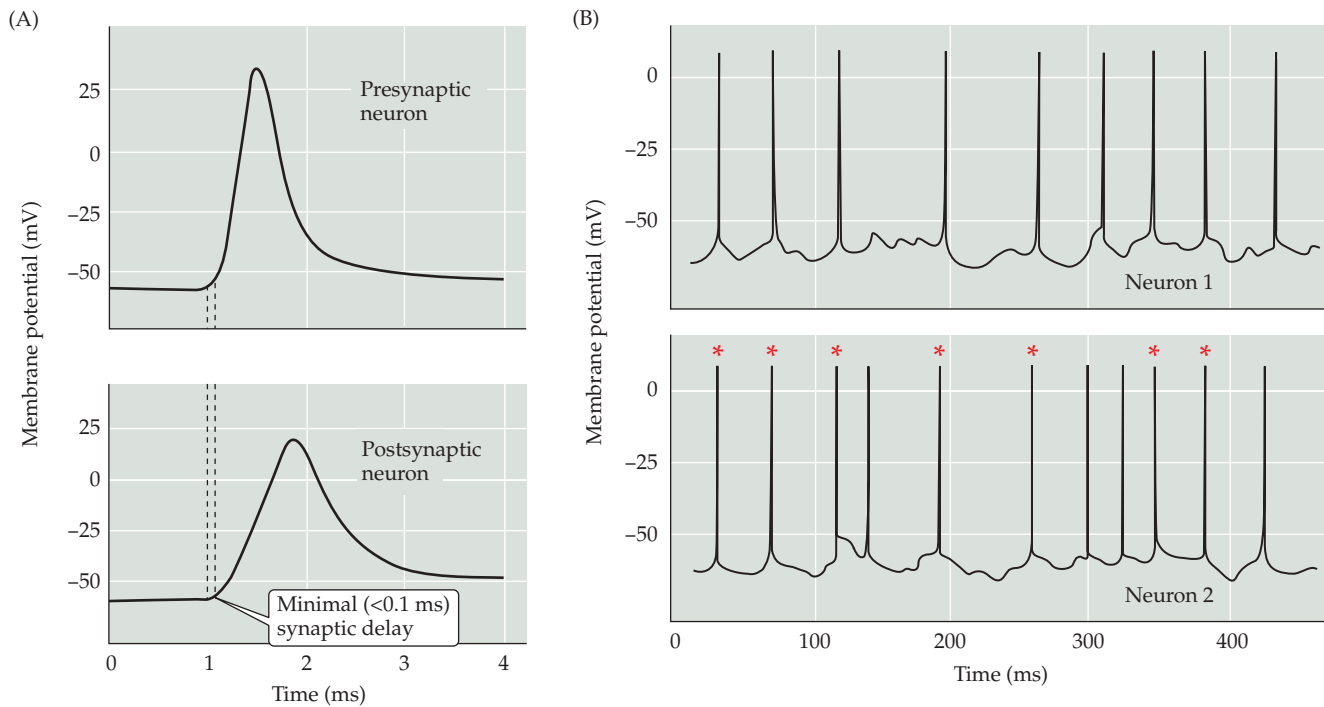 (A)
Membrane potential (mV)
25
0
–25
–50
Presynaptic
neuron
25
0
–25
–50
Postsynaptic
neuron
Minimal (<0.1 ms)
synaptic delay
0 1 2 3 4
Time (ms)
(B)
Membrane potential (mV)
0
–25
–50
Neuron 1
* * * * * * *
0
–25
–50
Neuron 2
0 100 200 300 400
Time (ms)